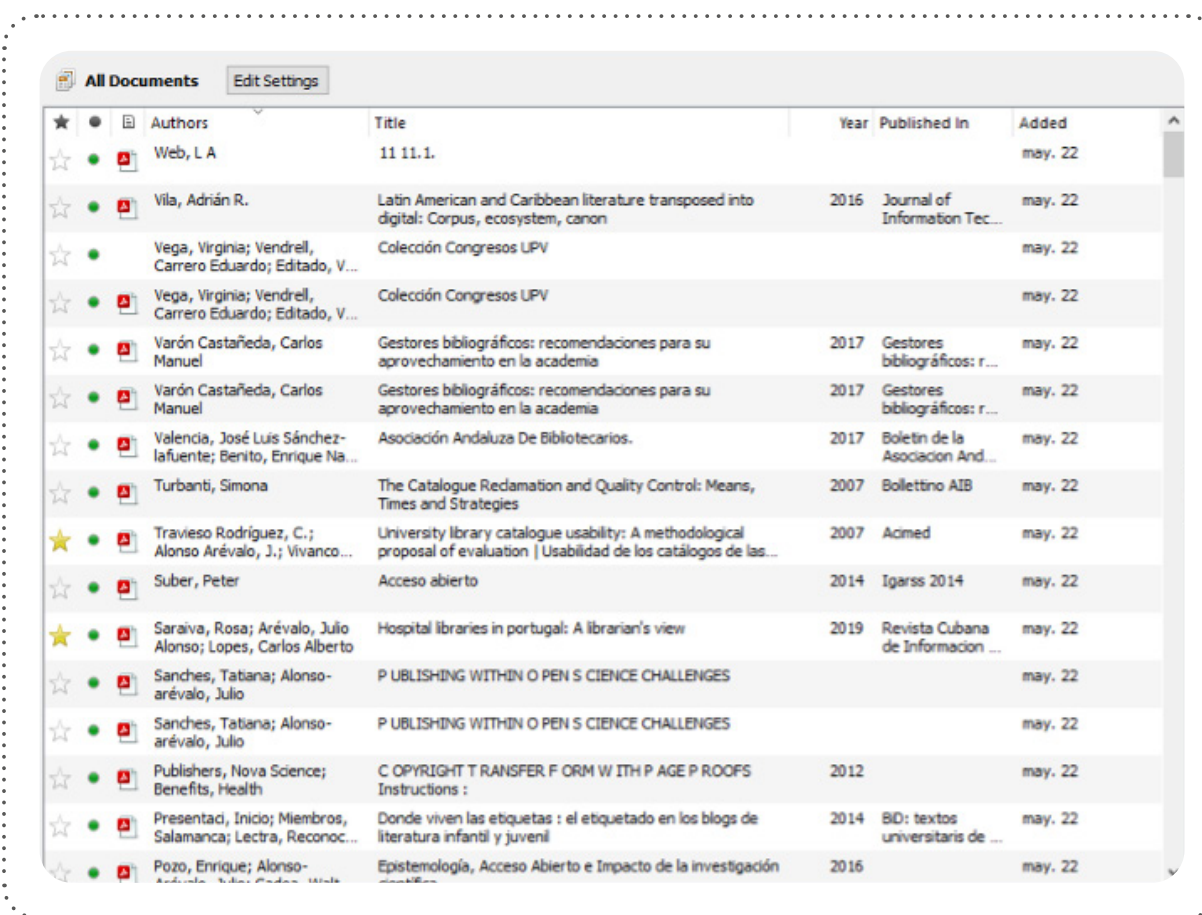 All Documents Edit Settings
Authors Title Year Published In Added
Web, L A 11 11.1. may. 22
Vila, Adrián R. Latin American and Caribbean literature transposed into 2016 Journal of may. 22
digital: Corpus, ecosystem, canon Information Tec...
Vega, Virginia; Vendrell, Colección Congresos UPV may. 22
Carrero Eduardo; Editado, V...
Vega, Virginia; Vendrell, Colección Congresos UPV may. 22
Carrero Eduardo; Editado, V...
Varón Castañeda, Carlos Gestores bibliográficos: recomendaciones para su 2017 Gestores may. 22
Manuel aprovechamiento en la academia bibliográficos: r...
Varón Castañeda, Carlos Gestores bibliográficos: recomendaciones para su 2017 Gestores may. 22
Manuel aprovechamiento en la academia bibliográficos: r...
Valencia, José Luis Sánchez- Asociación Andaluza De Bibliotecarios. 2017 Boletin de la may. 22
lafuente; Benito, Enrique Na... Asociacion And...
Turbanti, Simona The Catalogue Reclamation and Quality Control: Means, 2007 Bollettino AIB may. 22
Times and Strategies
Travieso Rodríguez, C.; University library catalogue usability: A methodological 2007 Acimed may. 22
Alonso Arévalo, J.; Vivanco... proposal of evaluation | Usabilidad de los catálogos de las...
Suber, Peter Acceso abierto 2014 Igarss 2014 may. 22
Saraiva, Rosa; Arévalo, Julio Hospital libraries in portugal: A librarian's view 2019 Revista Cubana may. 22
Alonso; Lopes, Carlos Alberto de Informacion ...
Sanches, Tatiana; Alonso- P UBLISHING WITHIN O PEN S CIENCE CHALLENGES may. 22
arévalo, Julio
Sanches, Tatiana; Alonso- P UBLISHING WITHIN O PEN S CIENCE CHALLENGES may. 22
arévalo, Julio
Publishers, Nova Science; C OPYRIGHT T RANSFER F ORM W ITH P AGE P ROOFS 2012 may. 22
Benefits, Health Instructions :
Presentaci, Inicio; Miembros, Donde viven las etiquetas : el etiquetado en los blogs de 2014 BiD: textos may. 22
Salamanca; Lectra, Reconoc... literatura infantil y juvenil universitaris de ...
Pozo, Enrique; Alonso- Epistemología, Acceso Abierto e Impacto de la investigación 2016 may. 22